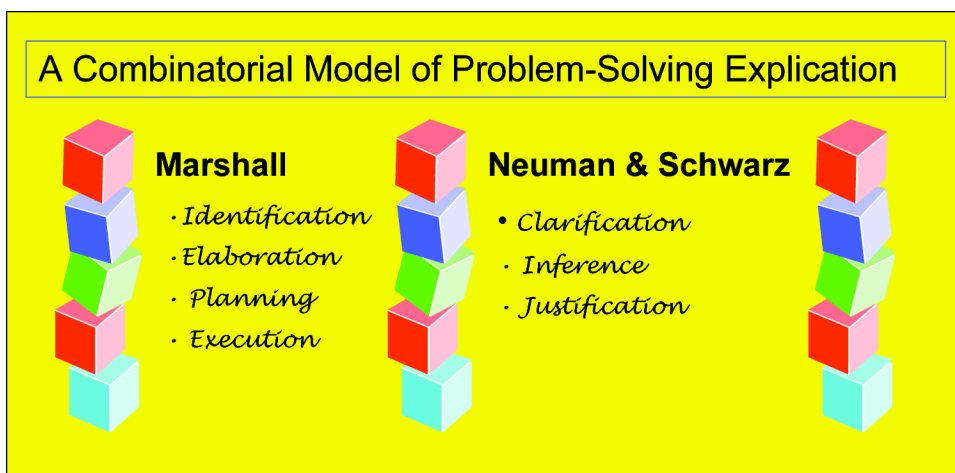 A Combinatorial Model of Problem-Solving Explication
Marshall
· Identification
· Elaboration
· Planning
· Execution
Neuman & Schwarz
• Clarification
· Inference
· Justification